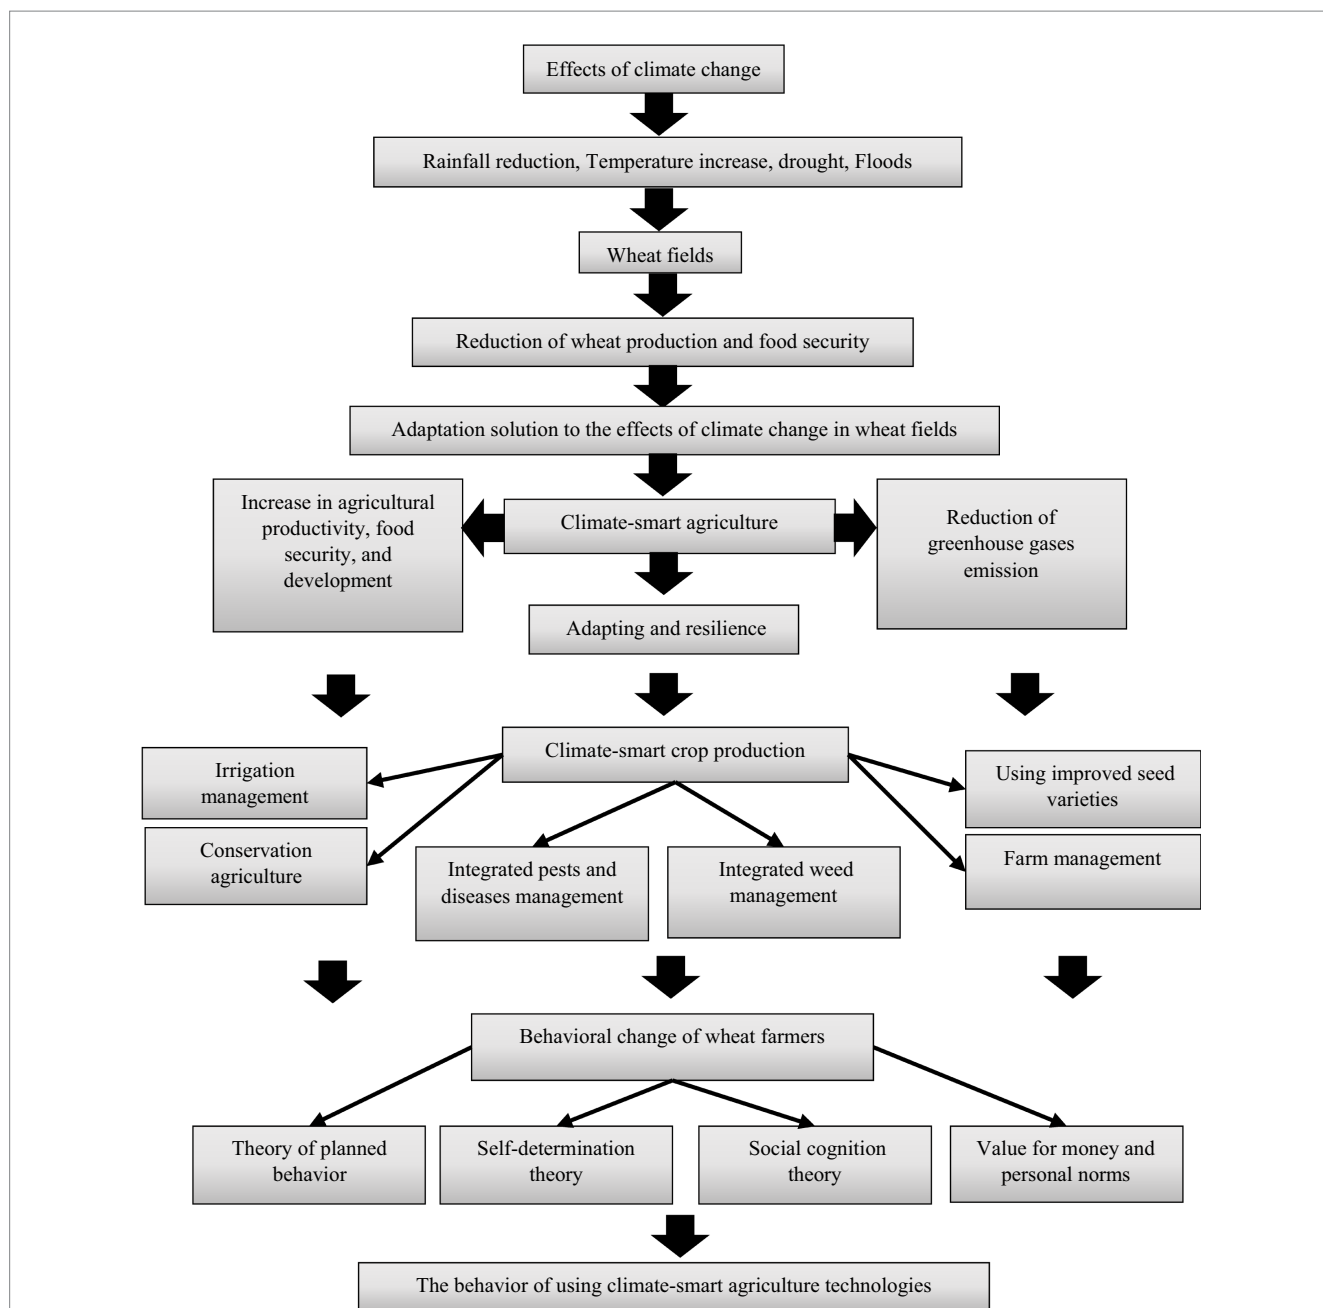 Effects of climate change
Rainfall reduction, Temperature increase, drought, Floods
Wheat fields
Reduction of wheat production and food security
Adaptation solution to the effects of climate change in wheat fields
Increase in agricultural
productivity, food
security, and
development
Climate-smart agriculture
Reduction of
greenhouse gases
emission
Adapting and resilience
Climate-smart crop production
Irrigation
management
Using improved seed
varieties
Conservation
agriculture
Integrated pests and
diseases management
Integrated weed
management
Farm management
Behavioral change of wheat farmers
Theory of planned
behavior
Self-determination
theory
Social cognition
theory
Value for money and
personal norms
The behavior of using climate-smart agriculture technologies